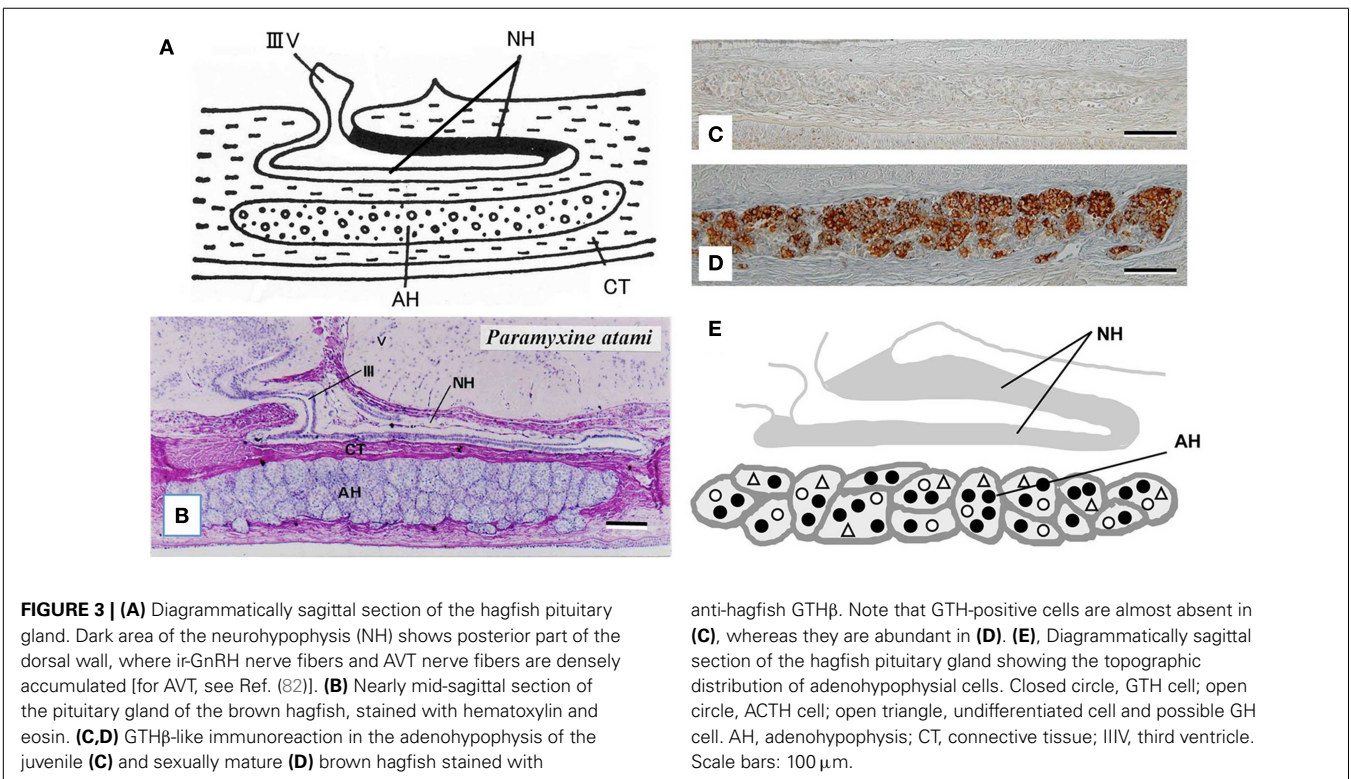 A
III V
NH
AH
CT
Paramyxine atami
V
III
NH
CT
AH
B
C
D
E
NH
AH
FIGURE 3 | (A) Diagrammatically sagittal section of the hagfish pituitary
gland. Dark area of the neurohypophysis (NH) shows posterior part of the
dorsal wall, where ir-GnRH nerve fibers and AVT nerve fibers are densely
accumulated [for AVT, see Ref. (82)]. (B) Nearly mid-sagittal section of
the pituitary gland of the brown hagfish, stained with hematoxylin and
eosin. (C,D) GTHβ-like immunoreaction in the adenohypophysis of the
juvenile (C) and sexually mature (D) brown hagfish stained with
anti-hagfish GTHβ. Note that GTH-positive cells are almost absent in
(C), whereas they are abundant in (D). (E), Diagrammatically sagittal
section of the hagfish pituitary gland showing the topographic
distribution of adenohypophysial cells. Closed circle, GTH cell; open
circle, ACTH cell; open triangle, undifferentiated cell and possible GH
cell. AH, adenohypophysis; CT, connective tissue; IIIV, third ventricle.
Scale bars: 100 μm.